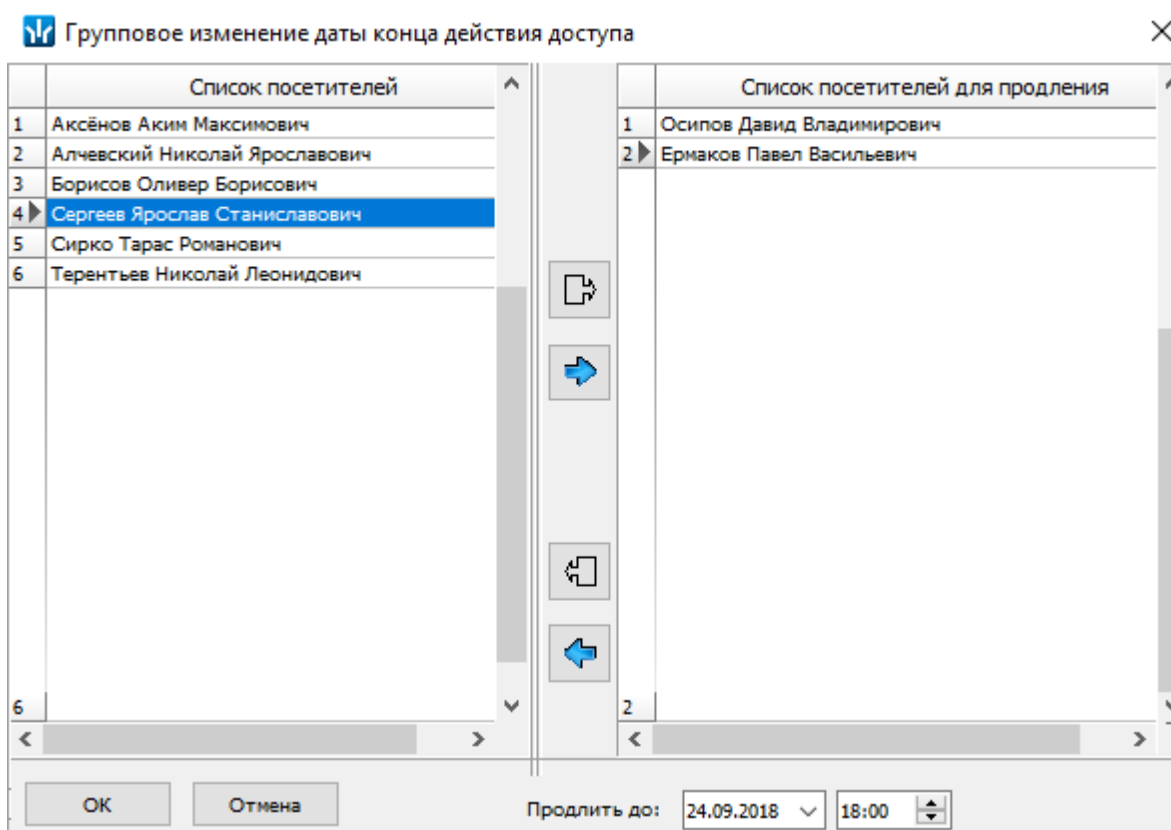 Групповое изменение даты конца действия доступа
Список посетителей
1 Аксёнов Аким Максимович
2 Алчевский Николай Ярославович
3 Борисов Оливер Борисович
4 Сергеев Ярослав Станиславович
5 Сирко Тарас Романович
6 Терентьев Николай Леонидович
6
Список посетителей для продления
1 Осипов Давид Владимирович
2 Ермаков Павел Васильевич
2
ОК
Отмена
Продлить до: 24.09.2018 18:00